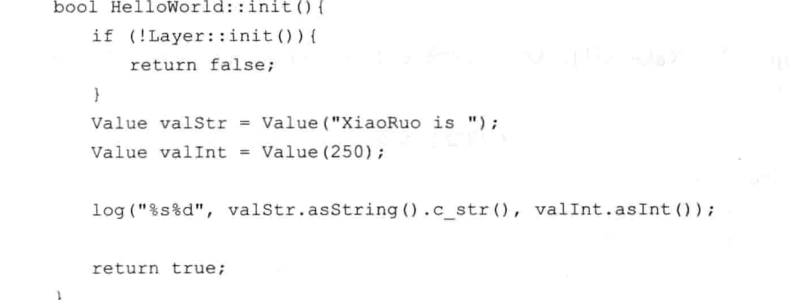 bool HelloWorld::init(){
    if (!Layer::init()){
        return false;
    }
    Value valStr = Value("XiaoRuo is ");
    Value valInt = Value(250);

    log("%s%d", valStr.asString().c_str(), valInt.asInt());

    return true;
}